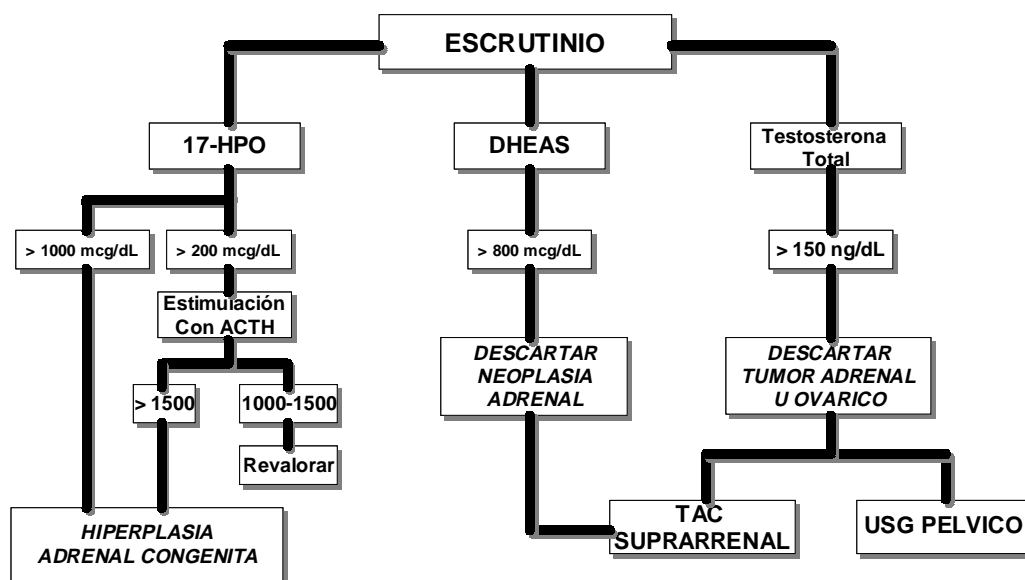 ESCRUTINIO
17-HPO
DHEAS
Testosterona
Total
> 1000 mcg/dL
> 200 mcg/dL
> 800 mcg/dL
> 150 ng/dL
Estimulación
Con ACTH
DESCARTAR
NEOPLASIA
ADRENAL
DESCARTAR
TUMOR ADRENAL
U OVARICO
> 1500
1000-1500
Revalorar
HIPERPLASIA
ADRENAL CONGENITA
TAC
SUPRARRENAL
USG PELVICO